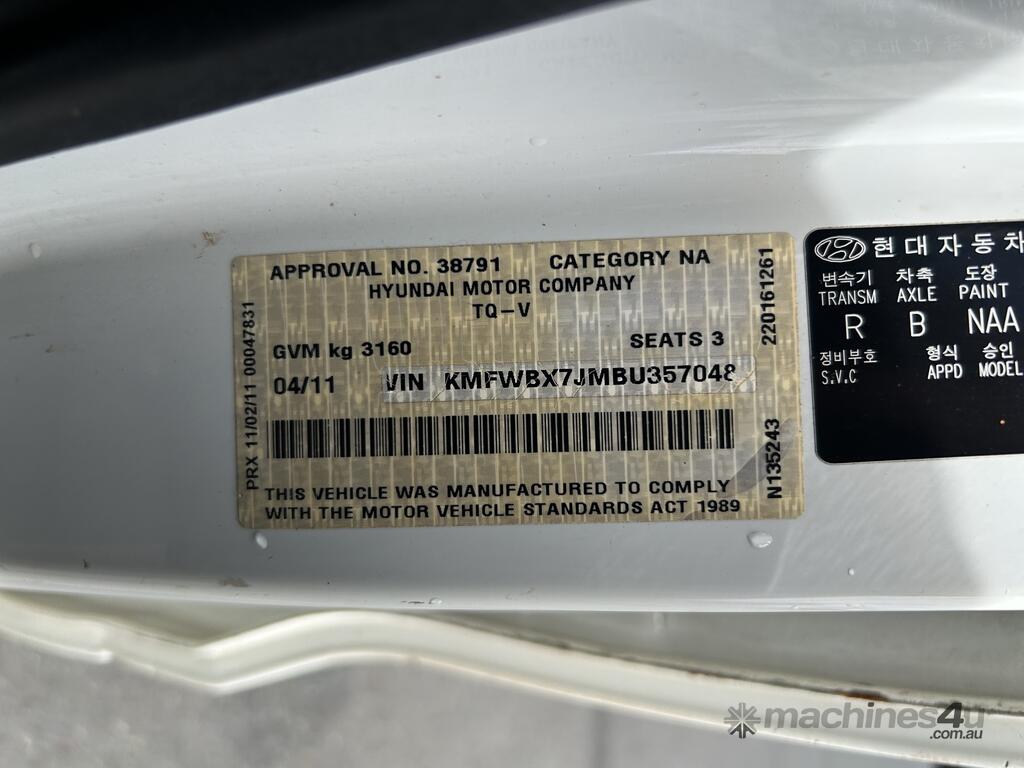 APPROVAL NO. 38791 CATEGORY NA
HYUNDAI MOTOR COMPANY
TQ-V
GVM kg 3160 SEATS 3
04/11 VIN KMFWBX7JMBU357048
THIS VEHICLE WAS MANUFACTURED TO COMPLY
WITH THE MOTOR VEHICLE STANDARDS ACT 1989
PRX 11/02/11 00047831
220161261
N135243
현대자동차
변속기 차축 도장
TRANSM AXLE PAINT
R B NAA
정비부호 형식 승인
S.V.C APPD MODEL
machines4u
.com.au